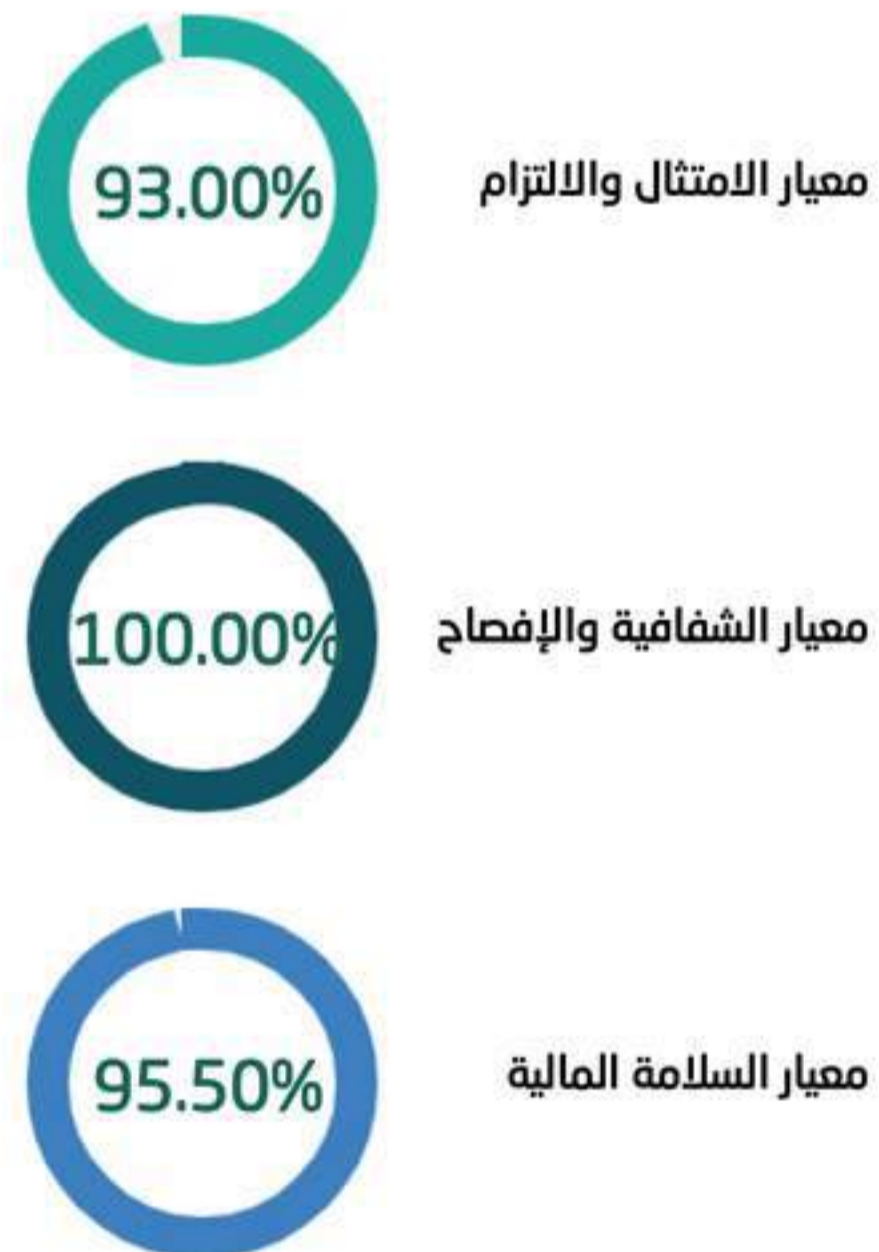 معيار الامتثال والالتزام
93.00%
معيار الشفافية والإفصاح
100.00%
معيار السلامة المالية
95.50%